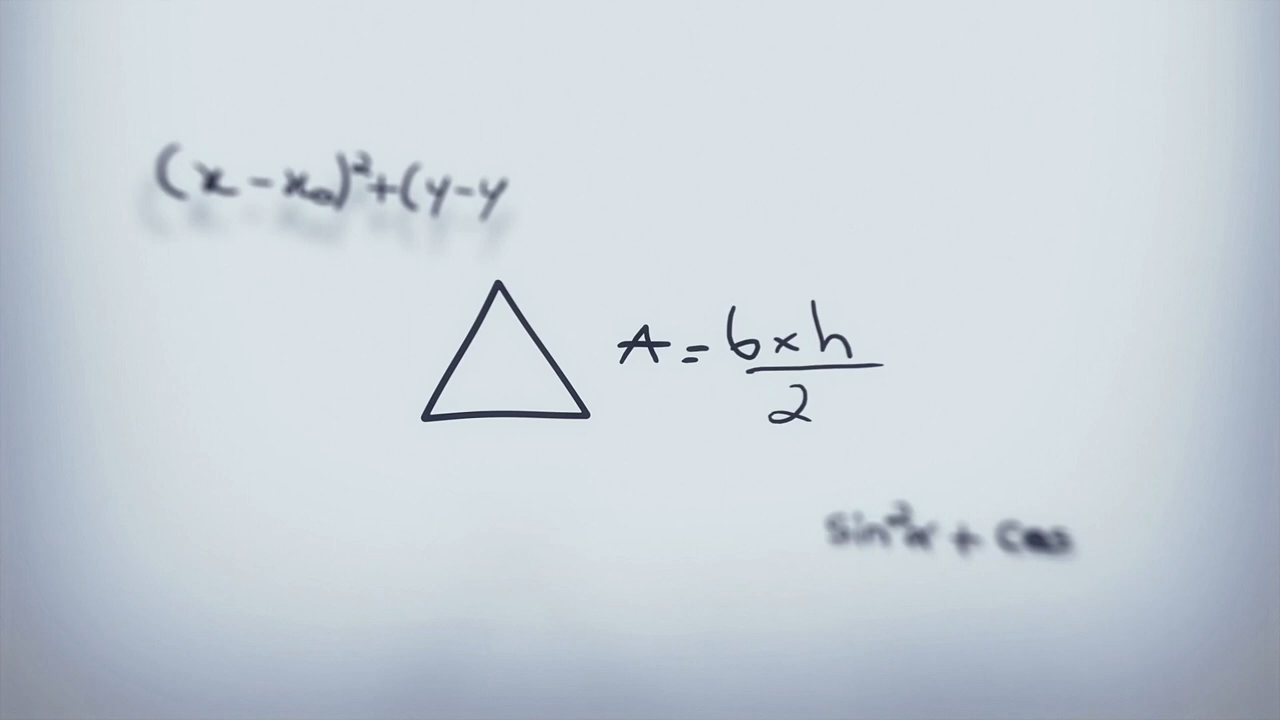 (x - x₀)² + (y - y
A = b × h
2
sin²x + cos